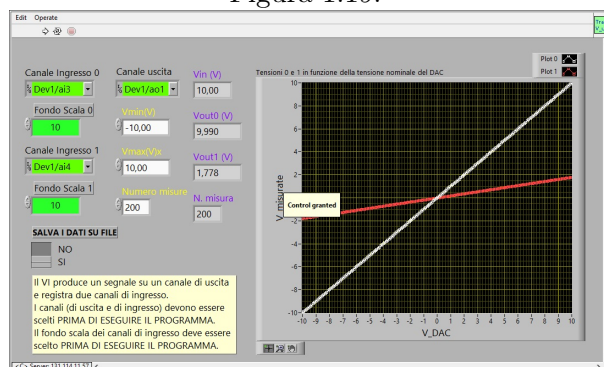 Figura 1.19:
Edit Operate
Canale Ingresso 0 Canale uscita Vin (V)
Dev1/ai3 Dev1/ao1 10,00
Fondo Scala 0 Vmin(V) Vout0 (V)
10 -10,00 9,990
Canale Ingresso 1 Vmax(V)x Vout1 (V)
Dev1/ai4 10,00 1,778
Fondo Scala 1 Numero misure N. misura
10 200 200
SALVA I DATI SU FILE
NO
SI
Il VI produce un segnale su un canale di uscita
e registra due canali di ingresso.
I canali (di uscita e di ingresso) devono essere
scelti PRIMA DI ESEGUIRE IL PROGRAMMA.
Il fondo scala dei canali di ingresso deve essere
scelto PRIMA DI ESEGUIRE IL PROGRAMMA.
Plot 0
Plot 1
Tensioni 0 e 1 in funzione della tensione nominale del DAC
10
8
6
4
2
Control granted
V_misurate
-2
-4
-6
-8
-10
-10 -9 -8 -7 -6 -5 -4 -3 -2 -1 0 1 2 3 4 5 6 7 8 9 10
V_DAC
Server: 131.114.11.57